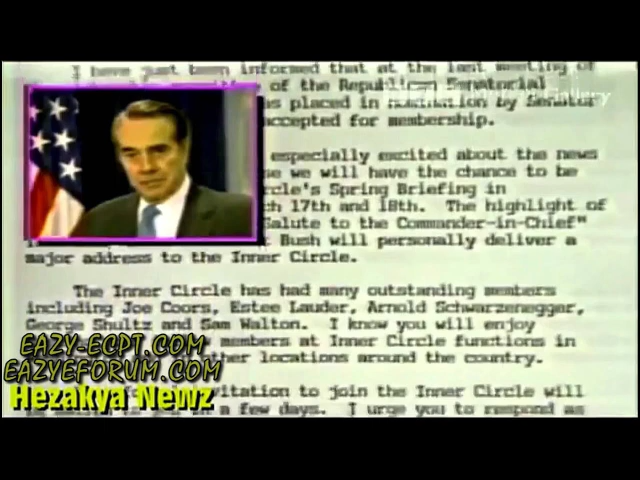 I have just been informed that at the last meeting of
of the Republican Senatorial
as placed in nomination by Senator
accepted for membership.
Gallery
especially excited about the news
se we will have the chance to be
rcle's Spring Briefing in
ch 17th and 18th. The highlight of
Salute to the Commander-in-Chief"
t Bush will personally deliver a
major address to the Inner Circle.
The Inner Circle has had many outstanding members
including Joe Coors, Estee Lauder, Arnold Schwarzenegger,
George Shultz and Sam Walton. I know you will enjoy
members at Inner Circle functions in
ther locations around the country.
itation to join the Inner Circle will
a few days. I urge you to respond as
EAZY-ECPT.COM
EAZYEFORUM.COM
Hezakya Newz